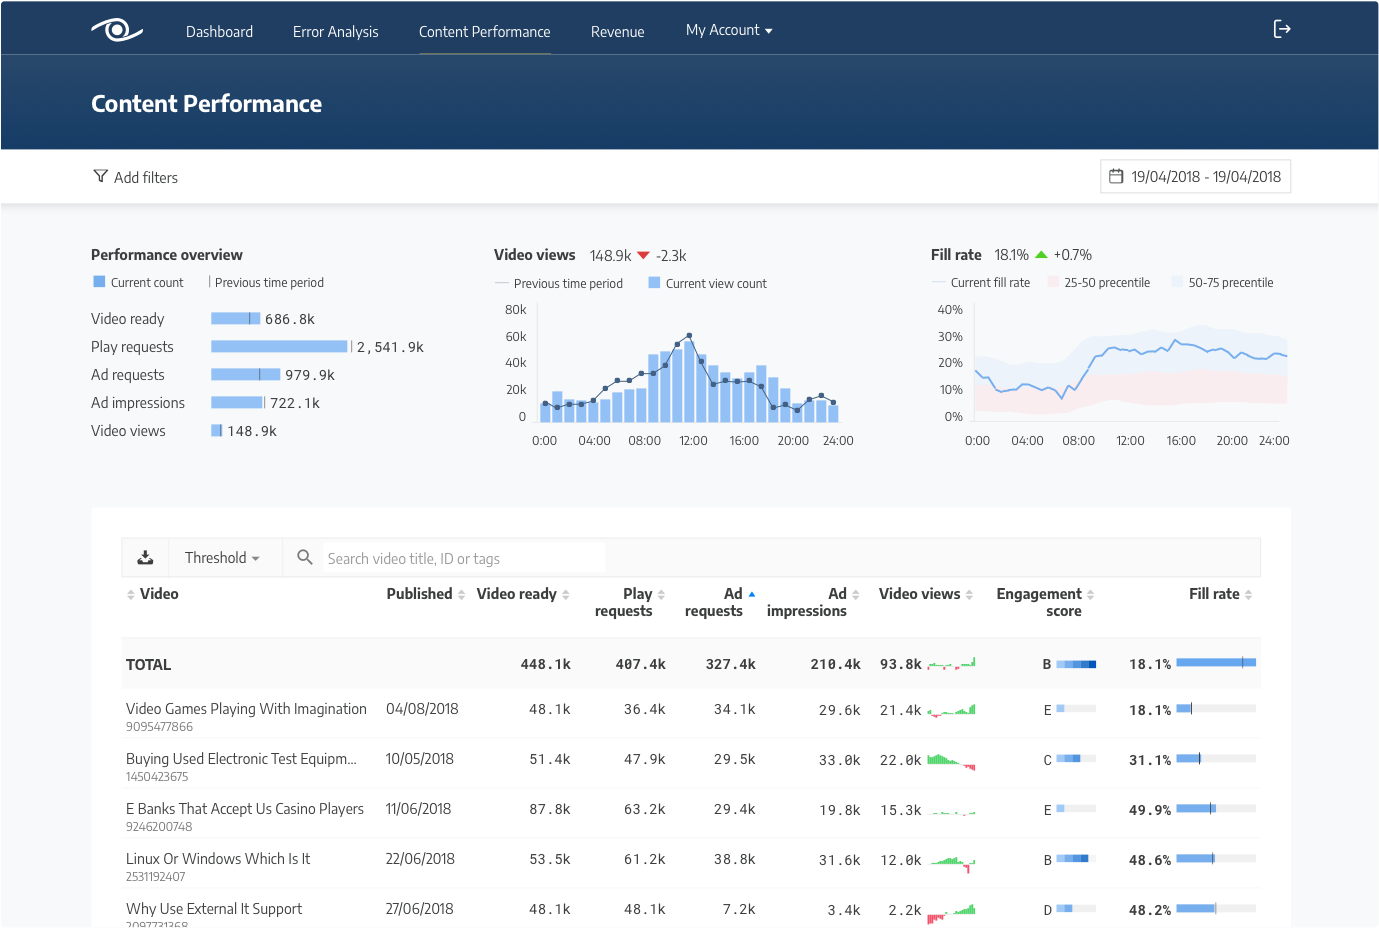 Dashboard Error Analysis Content Performance Revenue My Account
Content Performance
Add filters 19/04/2018 - 19/04/2018
Performance overview
Current count Previous time period
Video ready 686.8k
Play requests 2,541.9k
Ad requests 979.9k
Ad impressions 722.1k
Video views 148.9k
Video views 148.9k -2.3k
Previous time period Current view count
80k
60k
40k
20k
0
0:00 04:00 08:00 12:00 16:00 20:00 24:00
Fill rate 18.1% +0.7%
Current fill rate 25-50 precentile 50-75 precentile
40%
30%
20%
10%
0%
0:00 04:00 08:00 12:00 16:00 20:00 24:00
Threshold Search video title, ID or tags
Video Published Video ready Play requests Ad requests Ad impressions Video views Engagement score Fill rate
TOTAL 448.1k 407.4k 327.4k 210.4k 93.8k B 18.1%
Video Games Playing With Imagination 04/08/2018 48.1k 36.4k 34.1k 29.6k 21.4k E 18.1%
9095477866
Buying Used Electronic Test Equipm... 10/05/2018 51.4k 47.9k 29.5k 33.0k 22.0k C 31.1%
1450423675
E Banks That Accept Us Casino Players 11/06/2018 87.8k 63.2k 29.4k 19.8k 15.3k E 49.9%
9246200748
Linux Or Windows Which Is It 22/06/2018 53.5k 61.2k 38.8k 31.6k 12.0k B 48.6%
2531192407
Why Use External It Support 27/06/2018 48.1k 48.1k 7.2k 3.4k 2.2k D 48.2%
2097731368